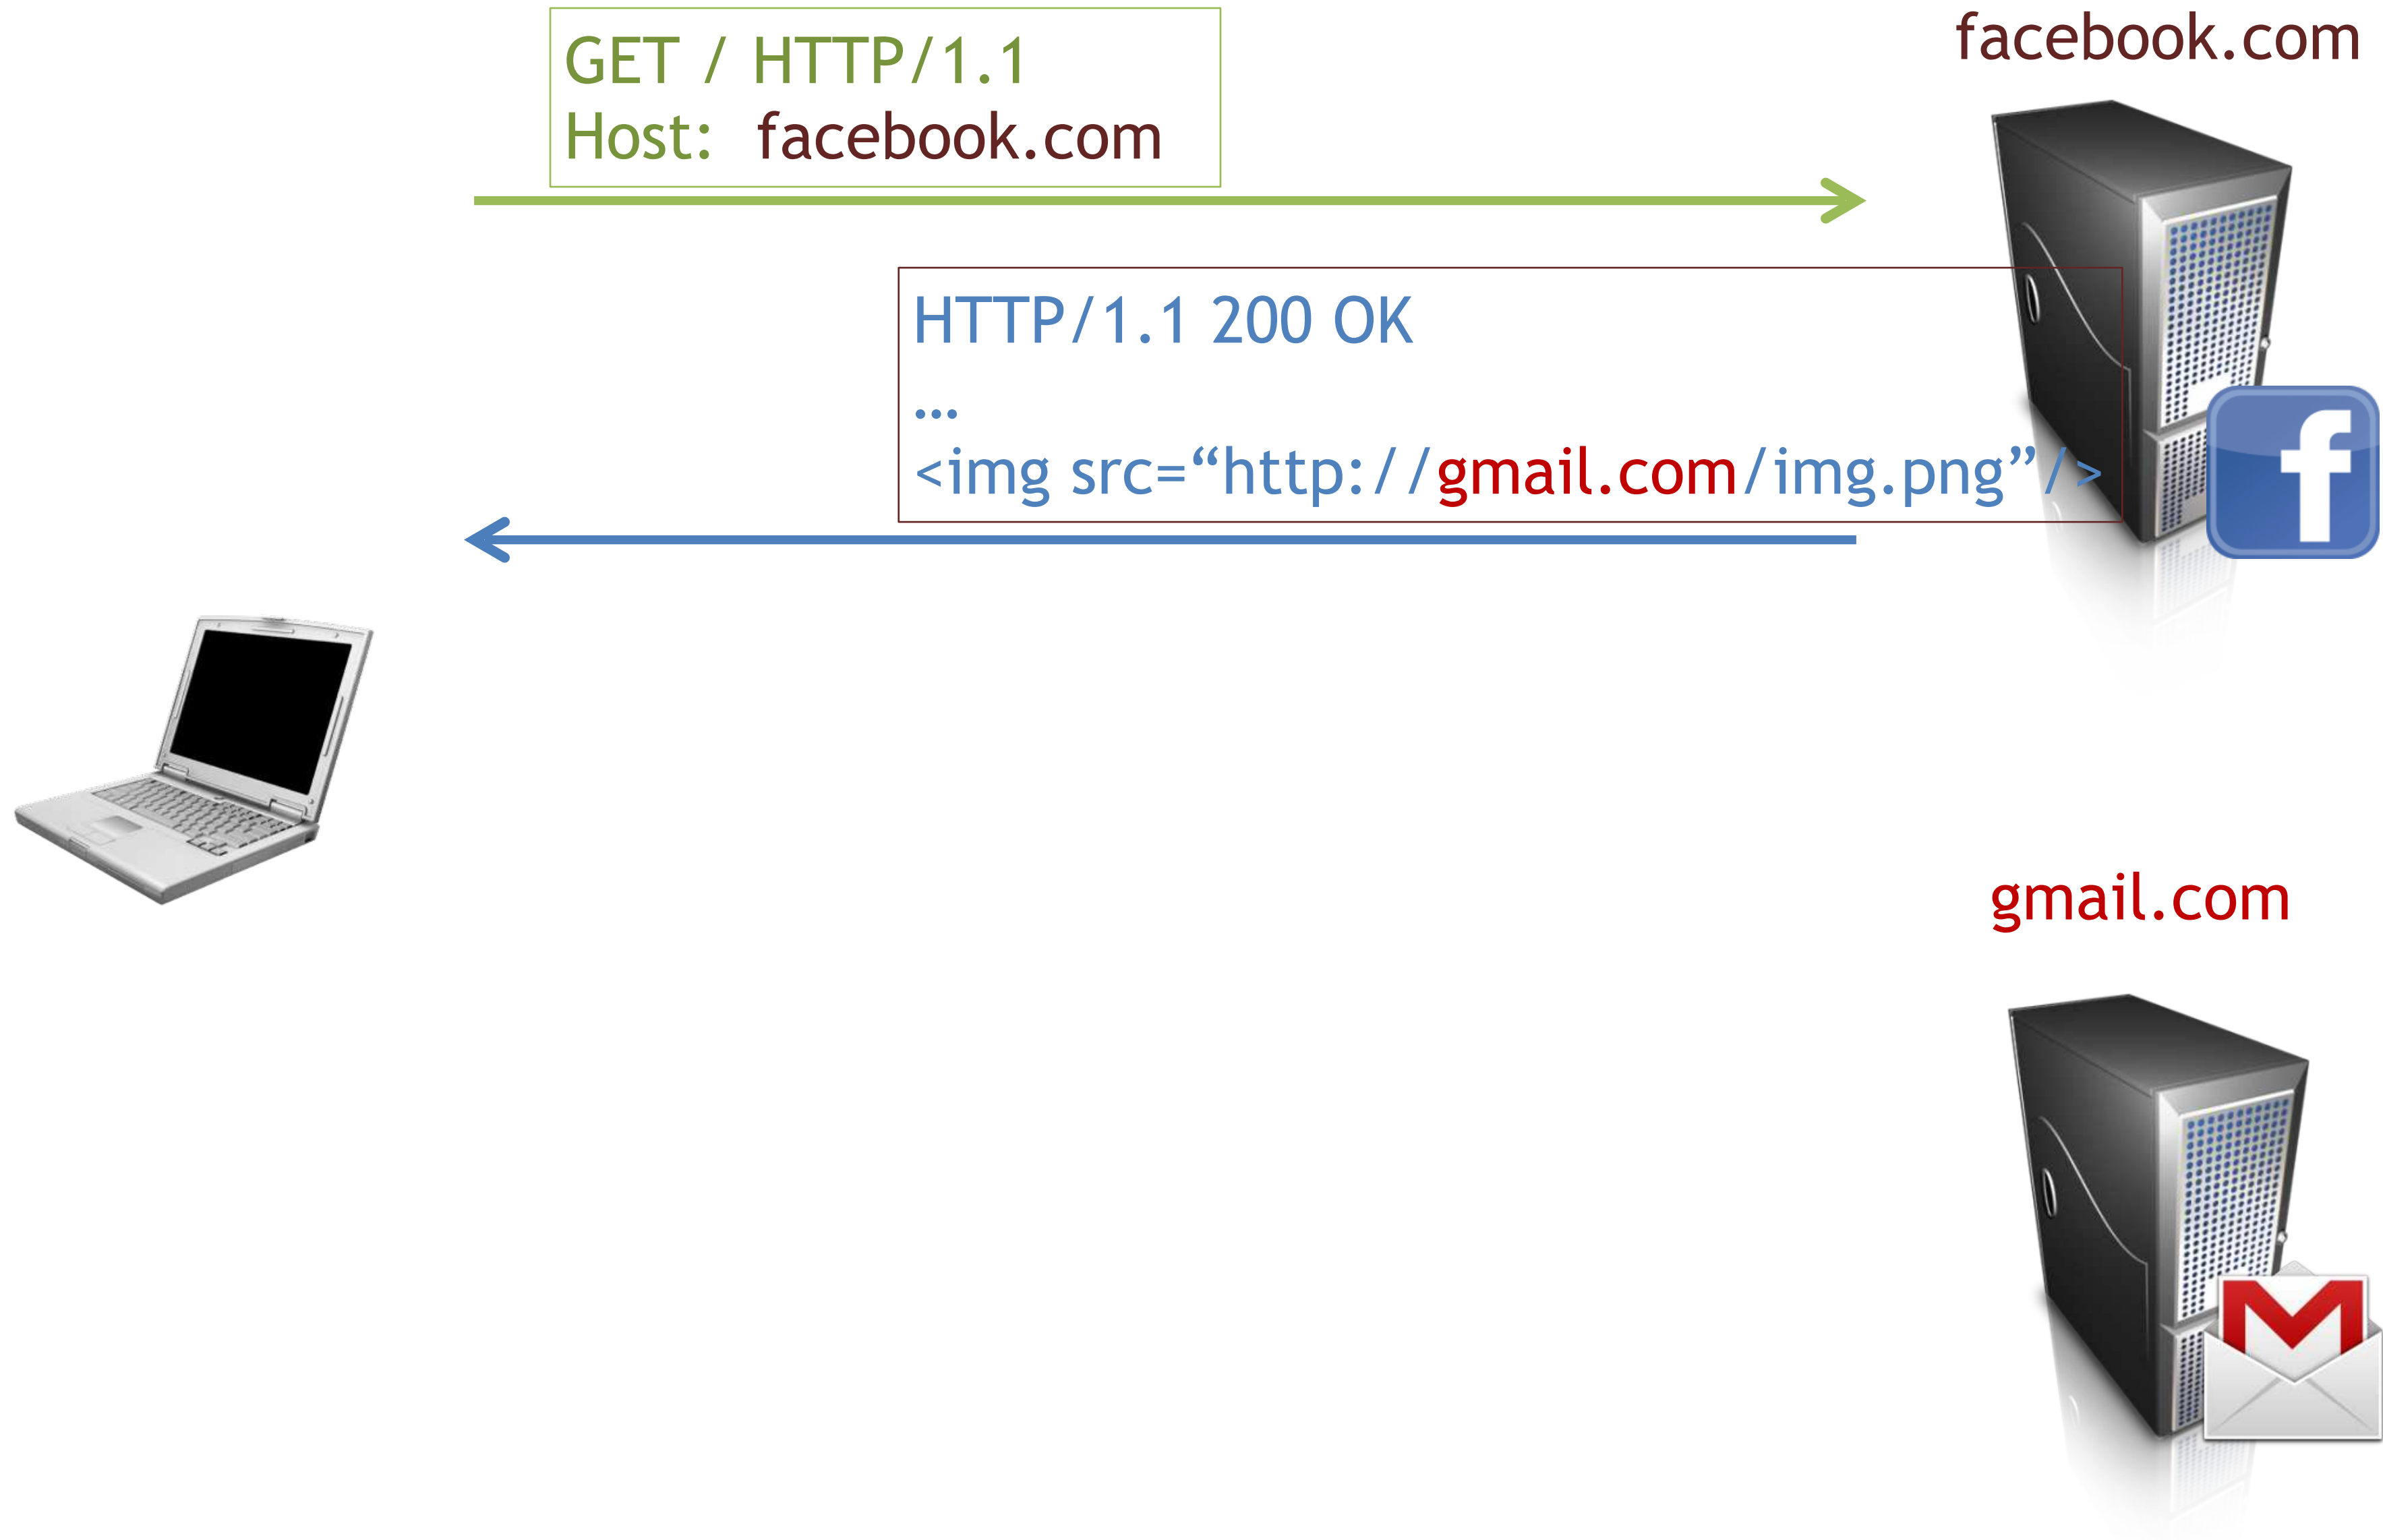 facebook.com
GET / HTTP/1.1
Host: facebook.com
HTTP/1.1 200 OK
…
<img src=“http://gmail.com/img.png”/>
f
gmail.com
M